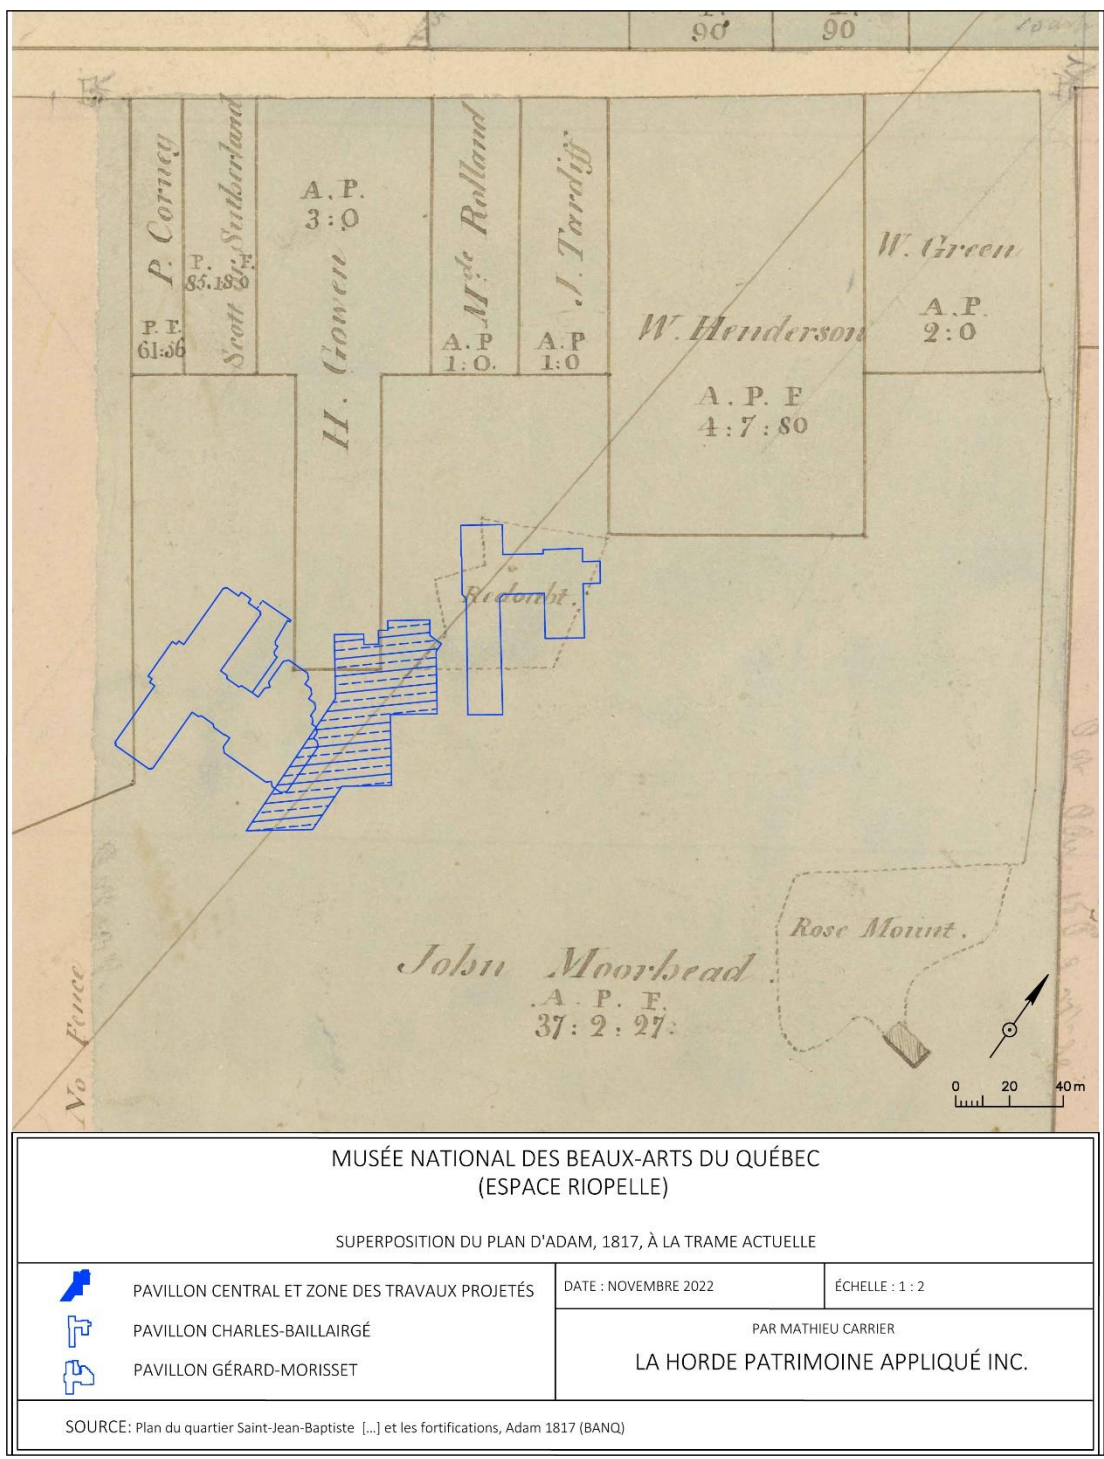 90
90
P. Corney
P. F.
61:56
Scott & Sutherland
P. F.
85.180
A. P.
3:0
H. Gowen
Mde Rolland
A. P
1:0.
J. Tardiff
A. P
1:0
W. Henderson
A. P. F
4:7:80
W. Green
A. P.
2:0
Redoubt.
Rose Mount.
John Moorhead.
A. P. F.
37:2:27:
No Fence
0 20 40m
MUSÉE NATIONAL DES BEAUX-ARTS DU QUÉBEC
(ESPACE RIOPELLE)
SUPERPOSITION DU PLAN D'ADAM, 1817, À LA TRAME ACTUELLE
PAVILLON CENTRAL ET ZONE DES TRAVAUX PROJETÉS
PAVILLON CHARLES-BAILLAIRGÉ
PAVILLON GÉRARD-MORISSET
DATE : NOVEMBRE 2022
ÉCHELLE : 1 : 2
PAR MATHIEU CARRIER
LA HORDE PATRIMOINE APPLIQUÉ INC.
SOURCE: Plan du quartier Saint-Jean-Baptiste [...] et les fortifications, Adam 1817 (BANQ)